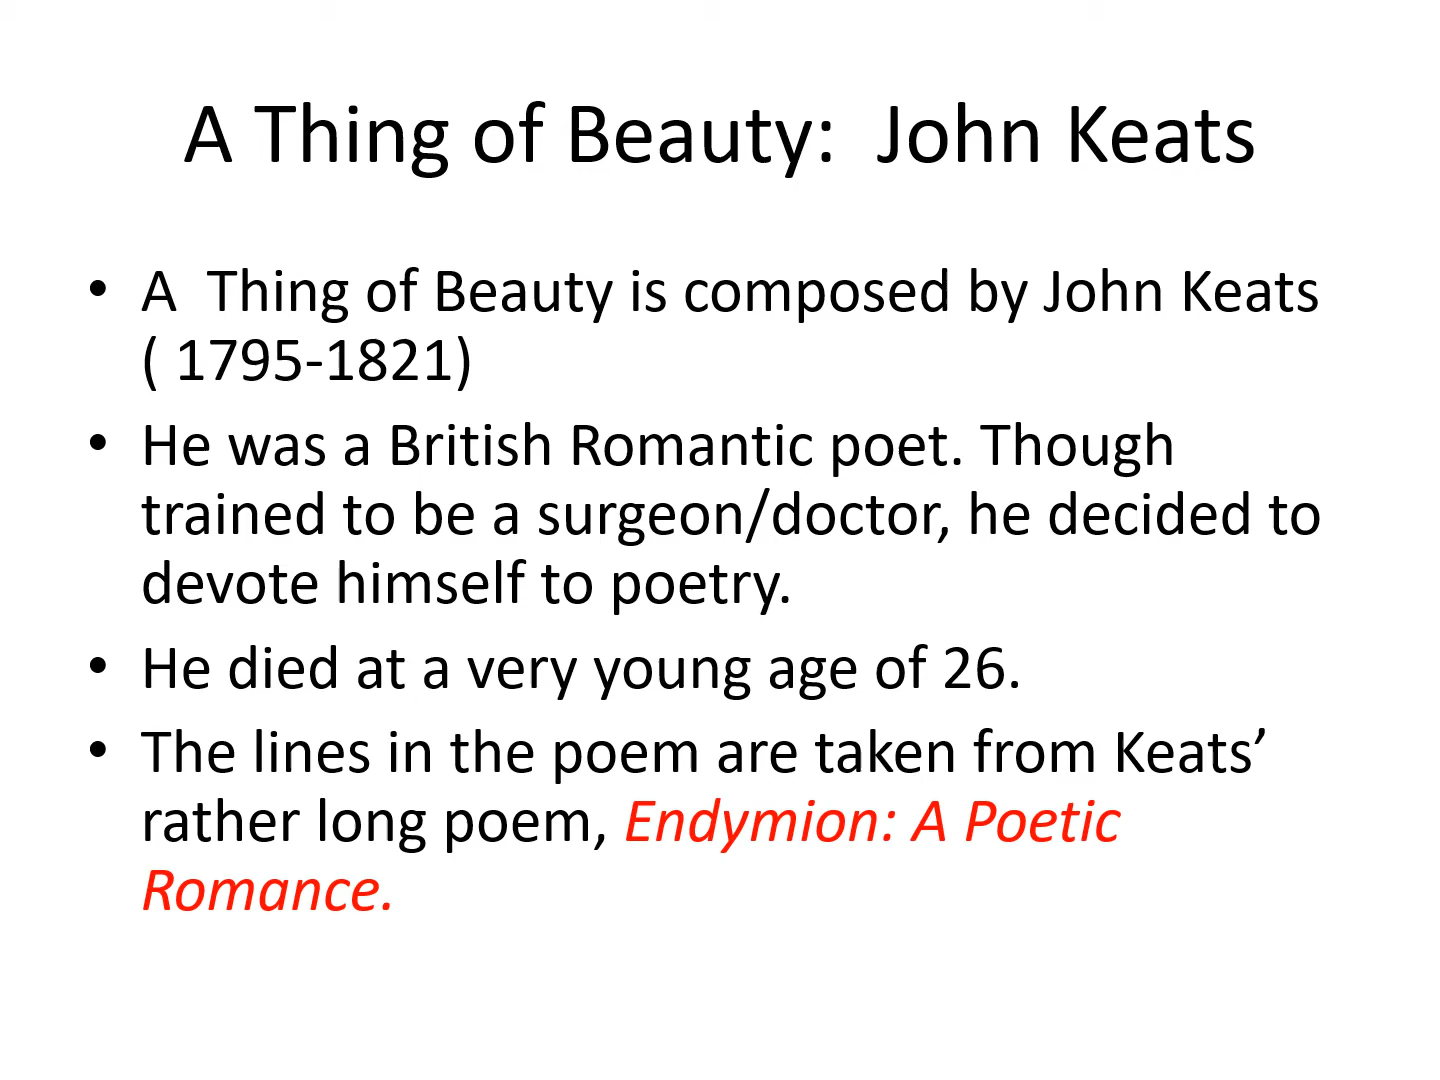 A Thing of Beauty:  John Keats
• A  Thing of Beauty is composed by John Keats
( 1795-1821)
• He was a British Romantic poet. Though
trained to be a surgeon/doctor, he decided to
devote himself to poetry.
• He died at a very young age of 26.
• The lines in the poem are taken from Keats’
rather long poem, Endymion: A Poetic
Romance.